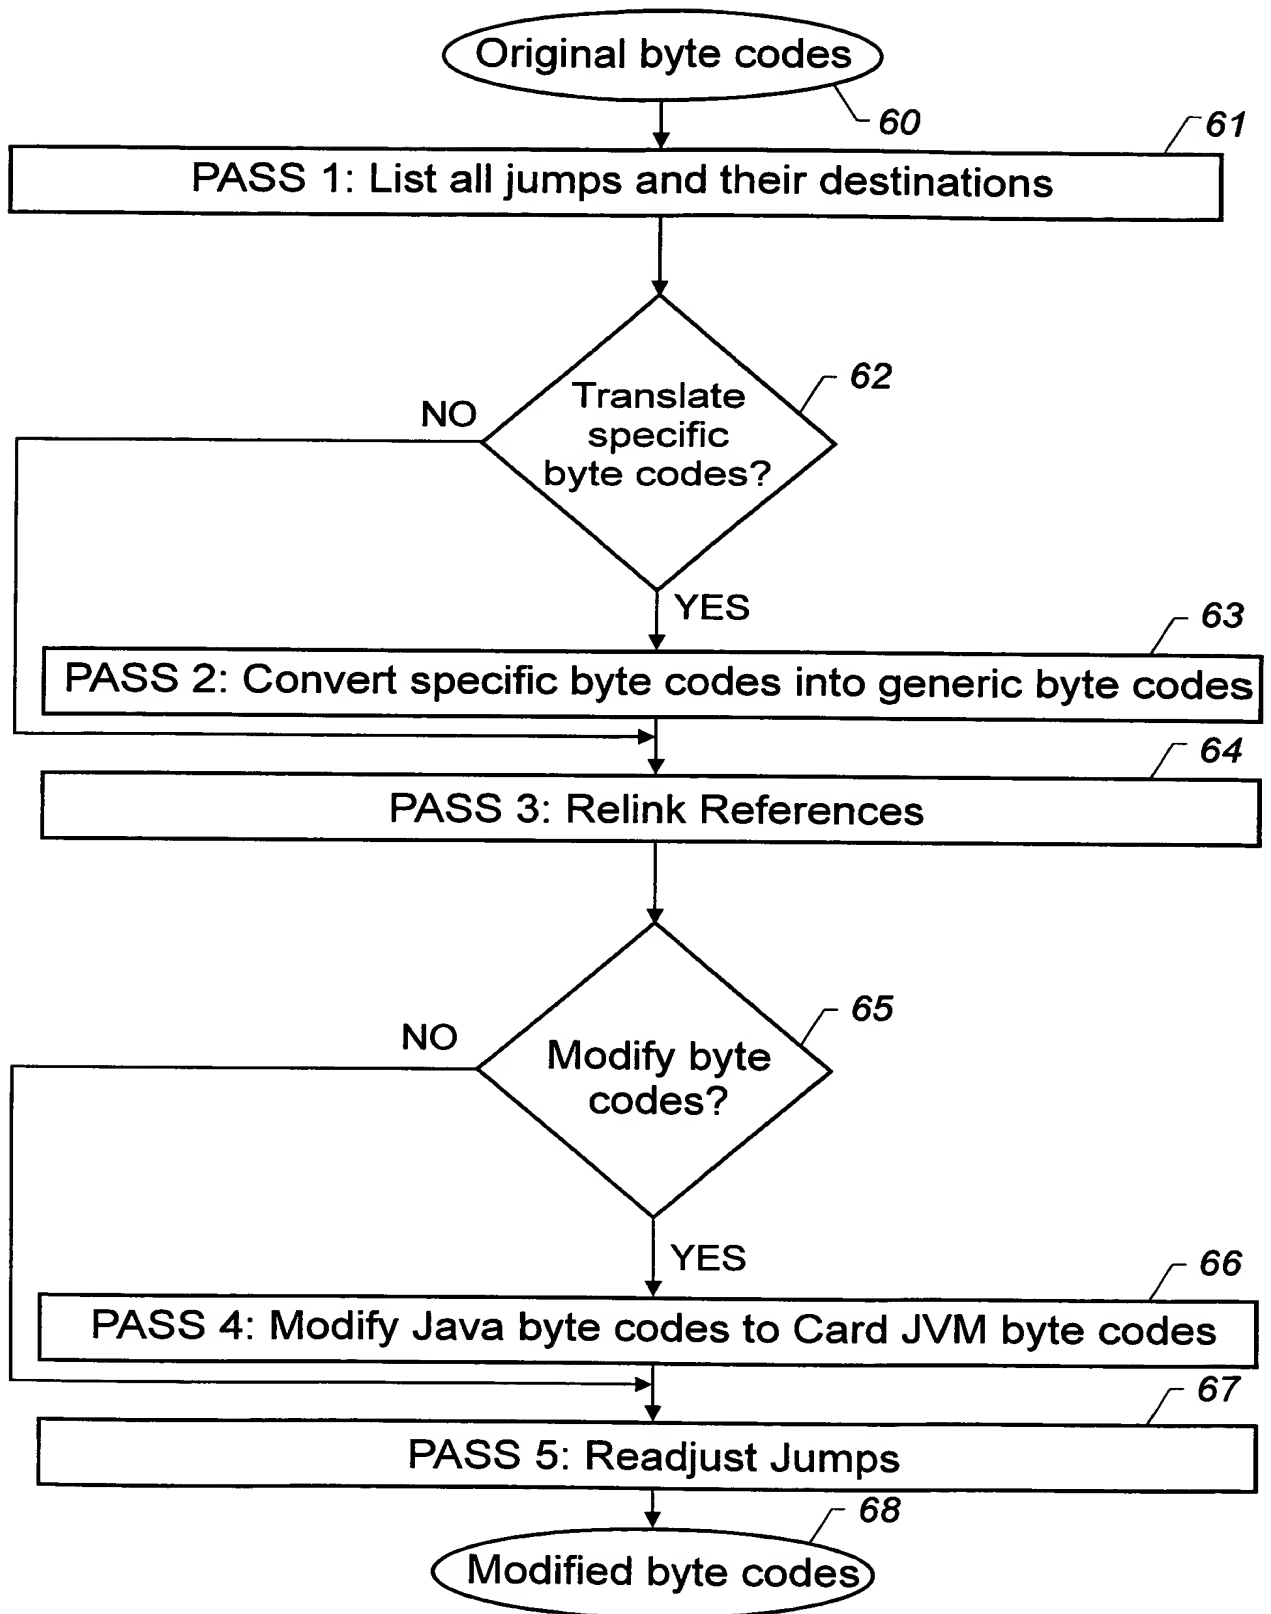 Original byte codes
60
61
PASS 1: List all jumps and their destinations
62
Translate
specific
byte codes?
NO
YES
63
PASS 2: Convert specific byte codes into generic byte codes
64
PASS 3: Relink References
65
NO
Modify byte
codes?
YES
66
PASS 4: Modify Java byte codes to Card JVM byte codes
67
PASS 5: Readjust Jumps
68
Modified byte codes